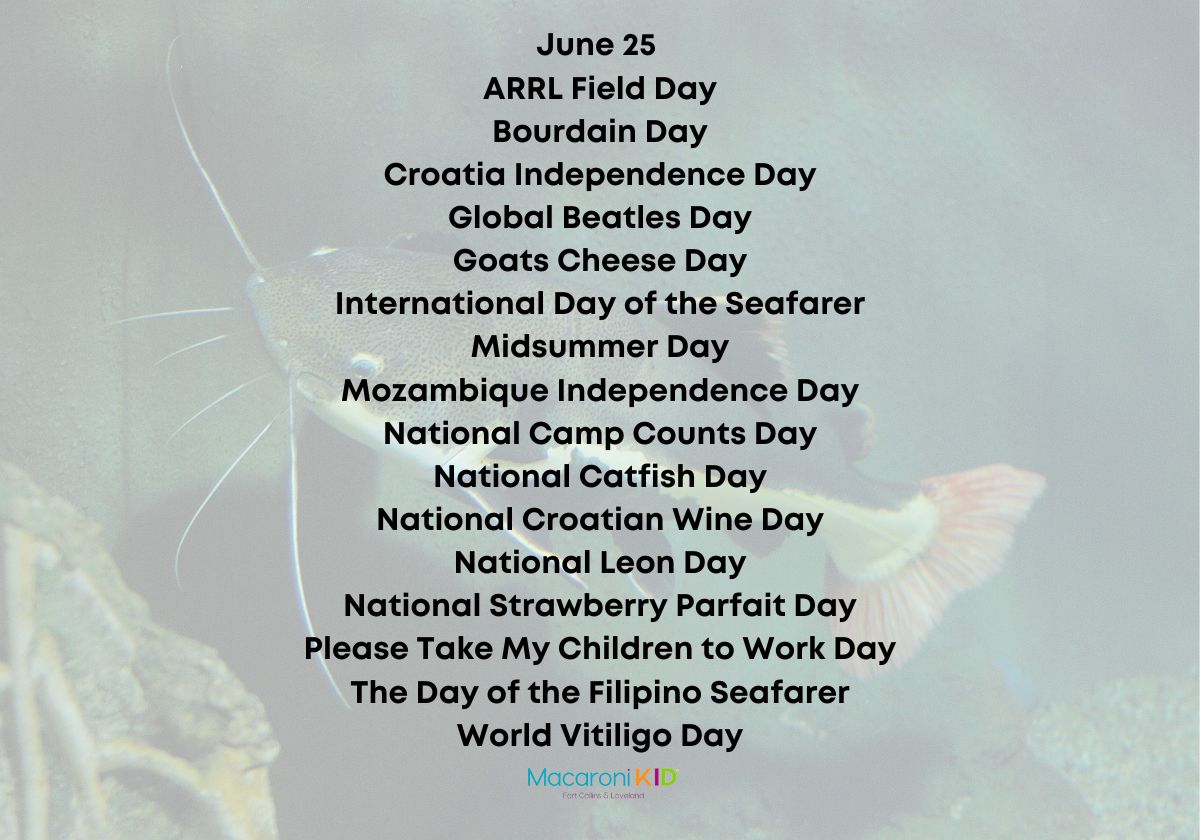 June 25
ARRL Field Day
Bourdain Day
Croatia Independence Day
Global Beatles Day
Goats Cheese Day
International Day of the Seafarer
Midsummer Day
Mozambique Independence Day
National Camp Counts Day
National Catfish Day
National Croatian Wine Day
National Leon Day
National Strawberry Parfait Day
Please Take My Children to Work Day
The Day of the Filipino Seafarer
World Vitiligo Day
Macaroni KID
Fort Collins & Loveland